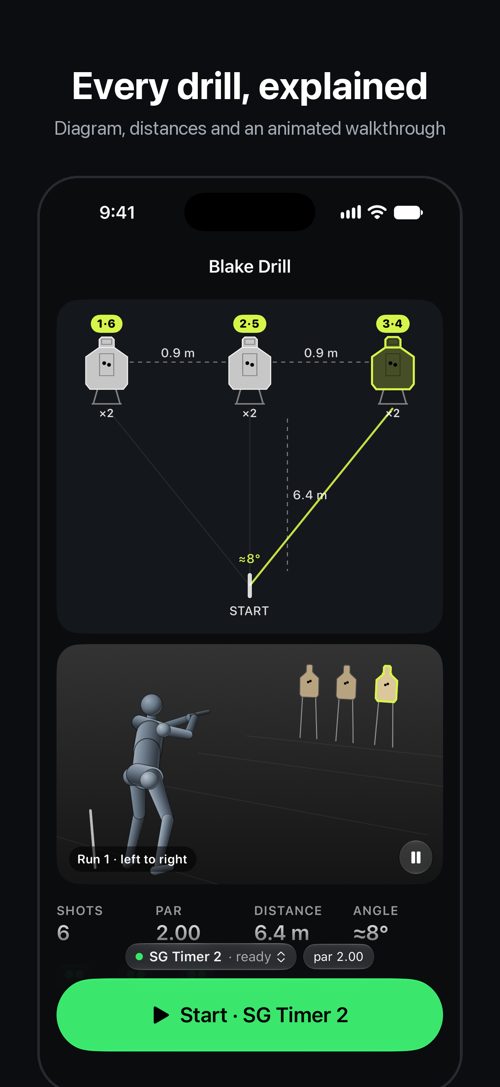 Every drill, explained
Diagram, distances and an animated walkthrough
9:41
Blake Drill
1·6
2·5
3·4
0.9 m
0.9 m
×2
×2
×2
6.4 m
≈8°
START
Run 1 · left to right
SHOTS
PAR
DISTANCE
ANGLE
6
2.00
6.4 m
≈8°
SG Timer 2 · ready
par 2.00
Start · SG Timer 2